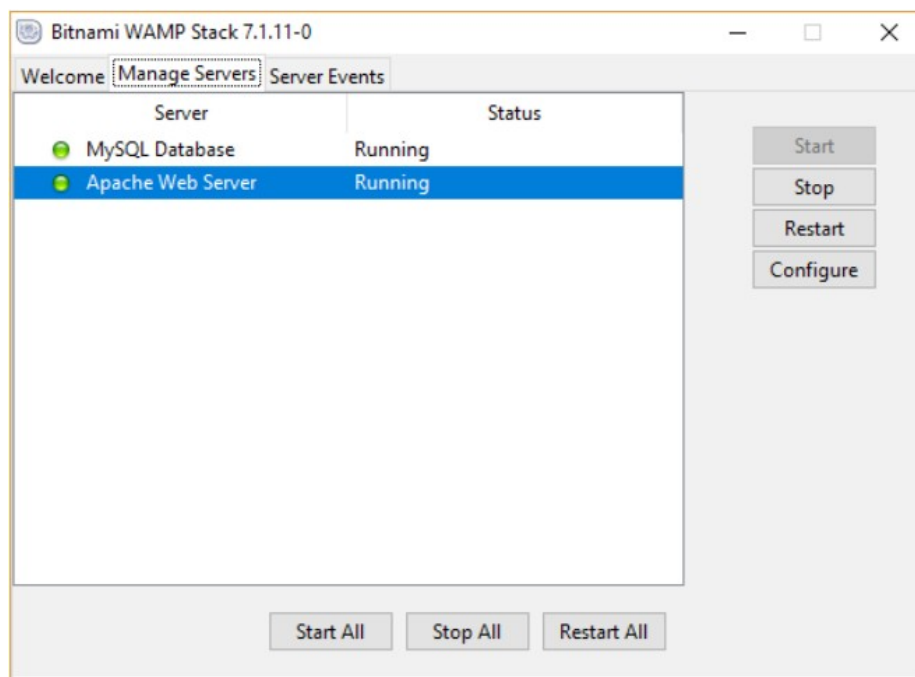 Bitnami WAMP Stack 7.1.11-0
Welcome Manage Servers Server Events
Server Status
MySQL Database Running
Apache Web Server Running
Start
Stop
Restart
Configure
Start All Stop All Restart All